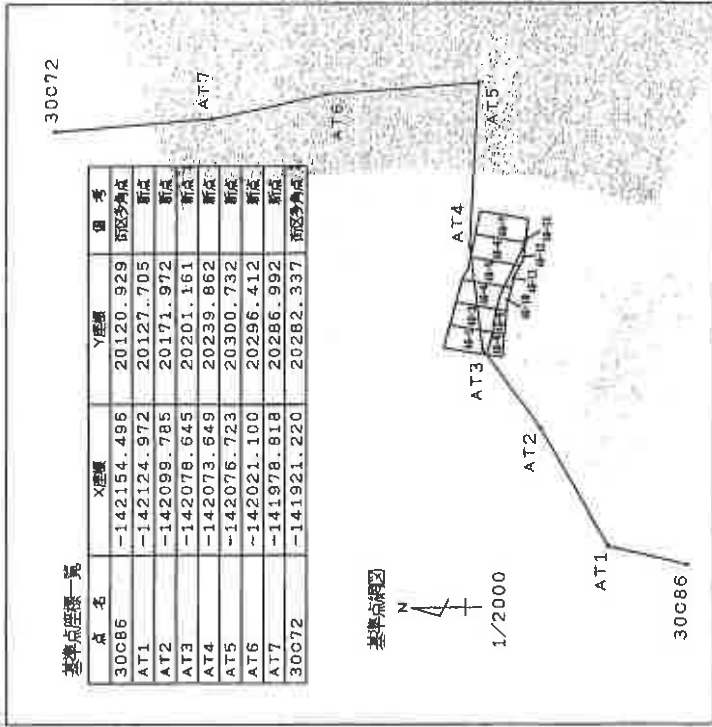 基準点座標一覧
点 名 X座標 Y座標 備 考
30C86 -142154.496 20120.929 街区多角点
AT1 -142124.972 20127.705 新点
AT2 -142099.785 20171.972 新点
AT3 -142078.645 20201.161 新点
AT4 -142073.649 20239.862 新点
AT5 -142076.723 20300.732 新点
AT6 -142021.100 20296.412 新点
AT7 -141978.818 20286.992 新点
30C72 -141921.220 20282.337 街区多角点
基準点網図
N
1/2000
30C72
AT7
AT6
AT5
AT4
AT3
AT2
AT1
30C86